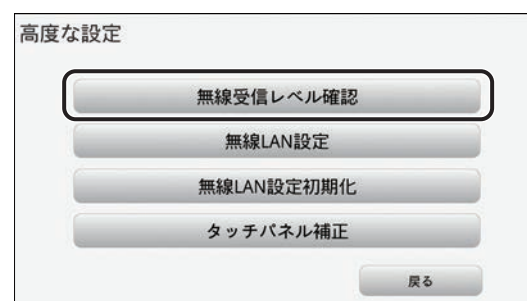 高度な設定
無線受信レベル確認
無線LAN設定
無線LAN設定初期化
タッチパネル補正
戻る